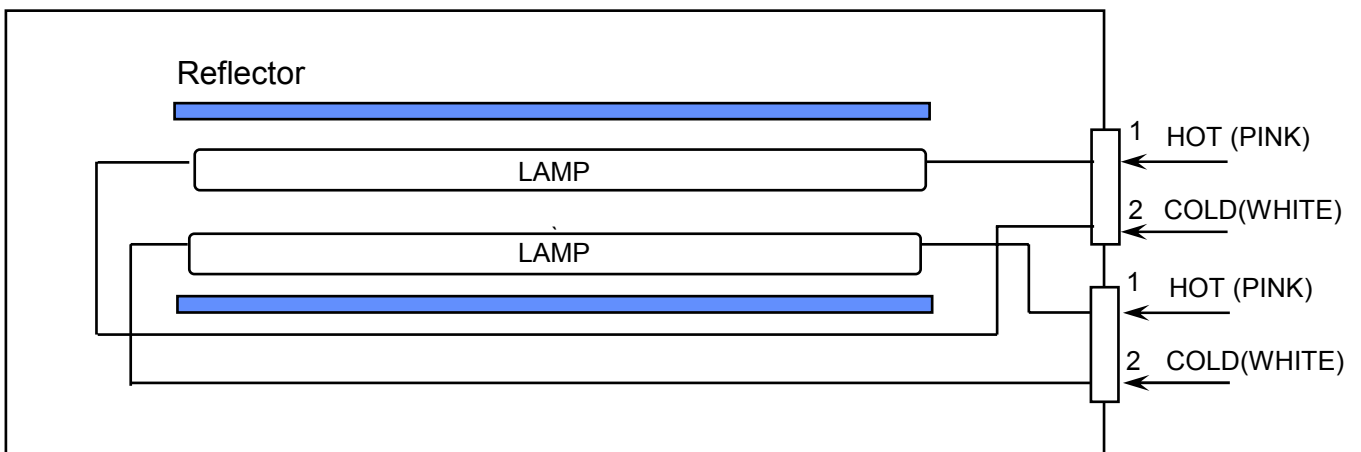 Reflector
LAMP
LAMP
1 HOT (PINK)
2 COLD(WHITE)
1 HOT (PINK)
2 COLD(WHITE)